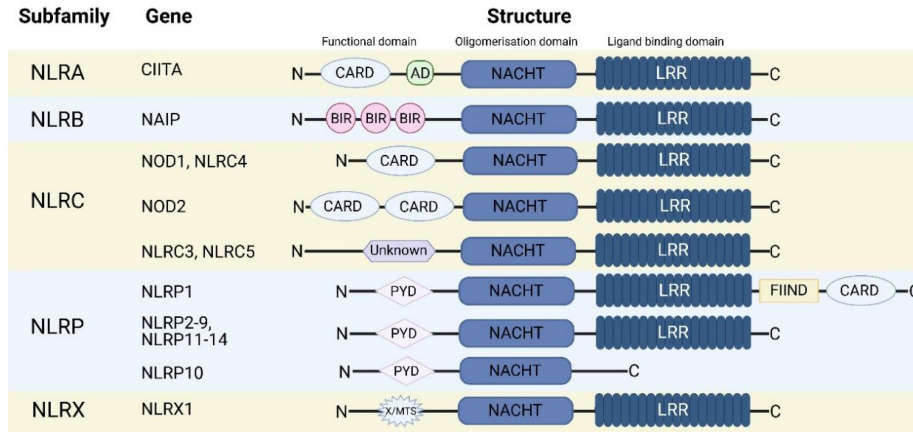 Subfamily Gene Structure
Functional domain Oligomerisation domain Ligand binding domain
NLRA CIITA N CARD AD NACHT LRR C
NLRB NAIP N BIR BIR BIR NACHT LRR C
NLRC
NOD1, NLRC4 N CARD NACHT LRR C
NOD2 N CARD CARD NACHT LRR C
NLRC3, NLRC5 N Unknown NACHT LRR C
NLRP
NLRP1 N PYD NACHT LRR FIIND CARD C
NLRP2-9,
NLRP11-14 N PYD NACHT LRR C
NLRP10 N PYD NACHT C
NLRX NLRX1 N X/MTS NACHT LRR C